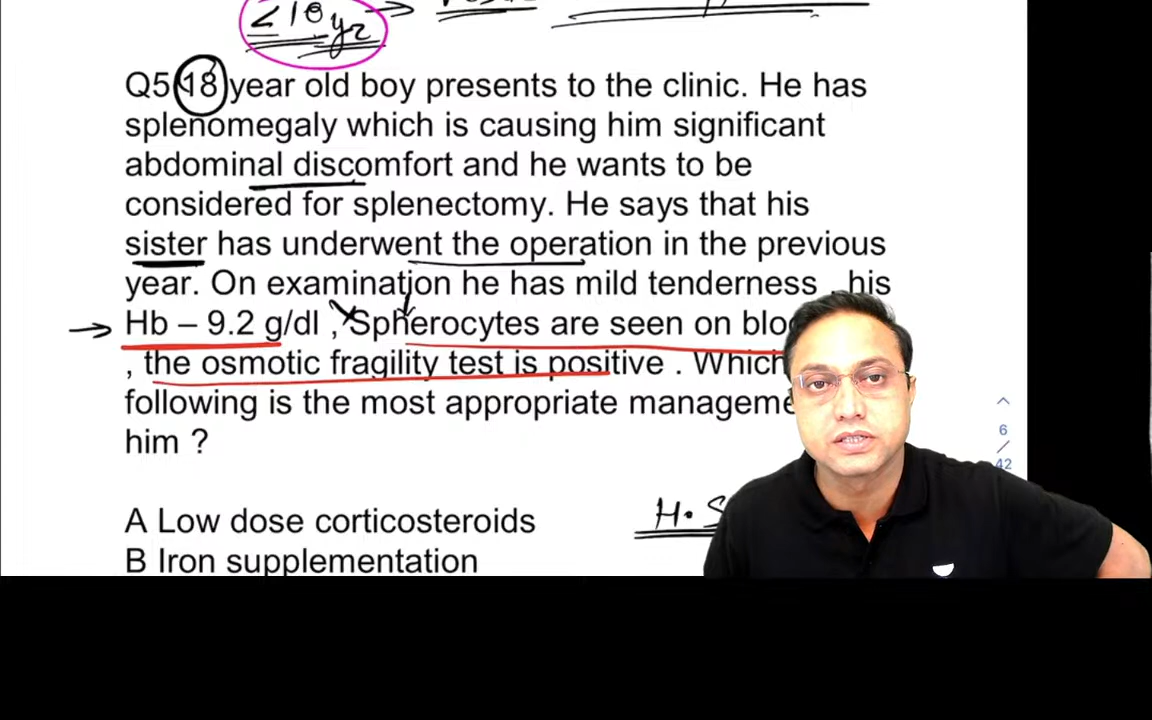 <18 yr →
Q5 18 year old boy presents to the clinic. He has
splenomegaly which is causing him significant
abdominal discomfort and he wants to be
considered for splenectomy. He says that his
sister has underwent the operation in the previous
year. On examination he has mild tenderness , his
→ Hb – 9.2 g/dl , Spherocytes are seen on
, the osmotic fragility test is positive . Which
following is the most appropriate
him ?
6
/
42
A Low dose corticosteroids
H. S
B Iron supplementation